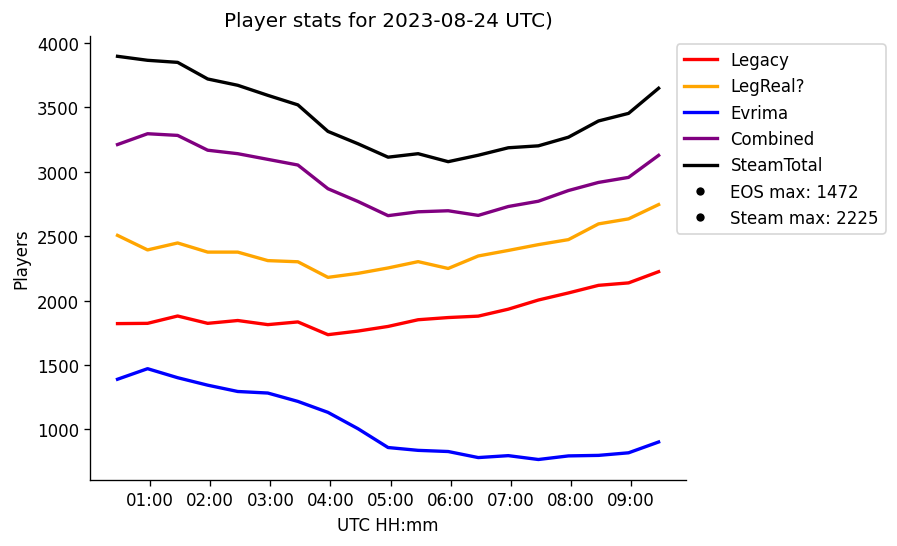 Player stats for 2023-08-24 UTC)
4000
3500
3000
2500
2000
1500
1000
Players
01:00 02:00 03:00 04:00 05:00 06:00 07:00 08:00 09:00
UTC HH:mm
Legacy
LegReal?
Evrima
Combined
SteamTotal
EOS max: 1472
Steam max: 2225